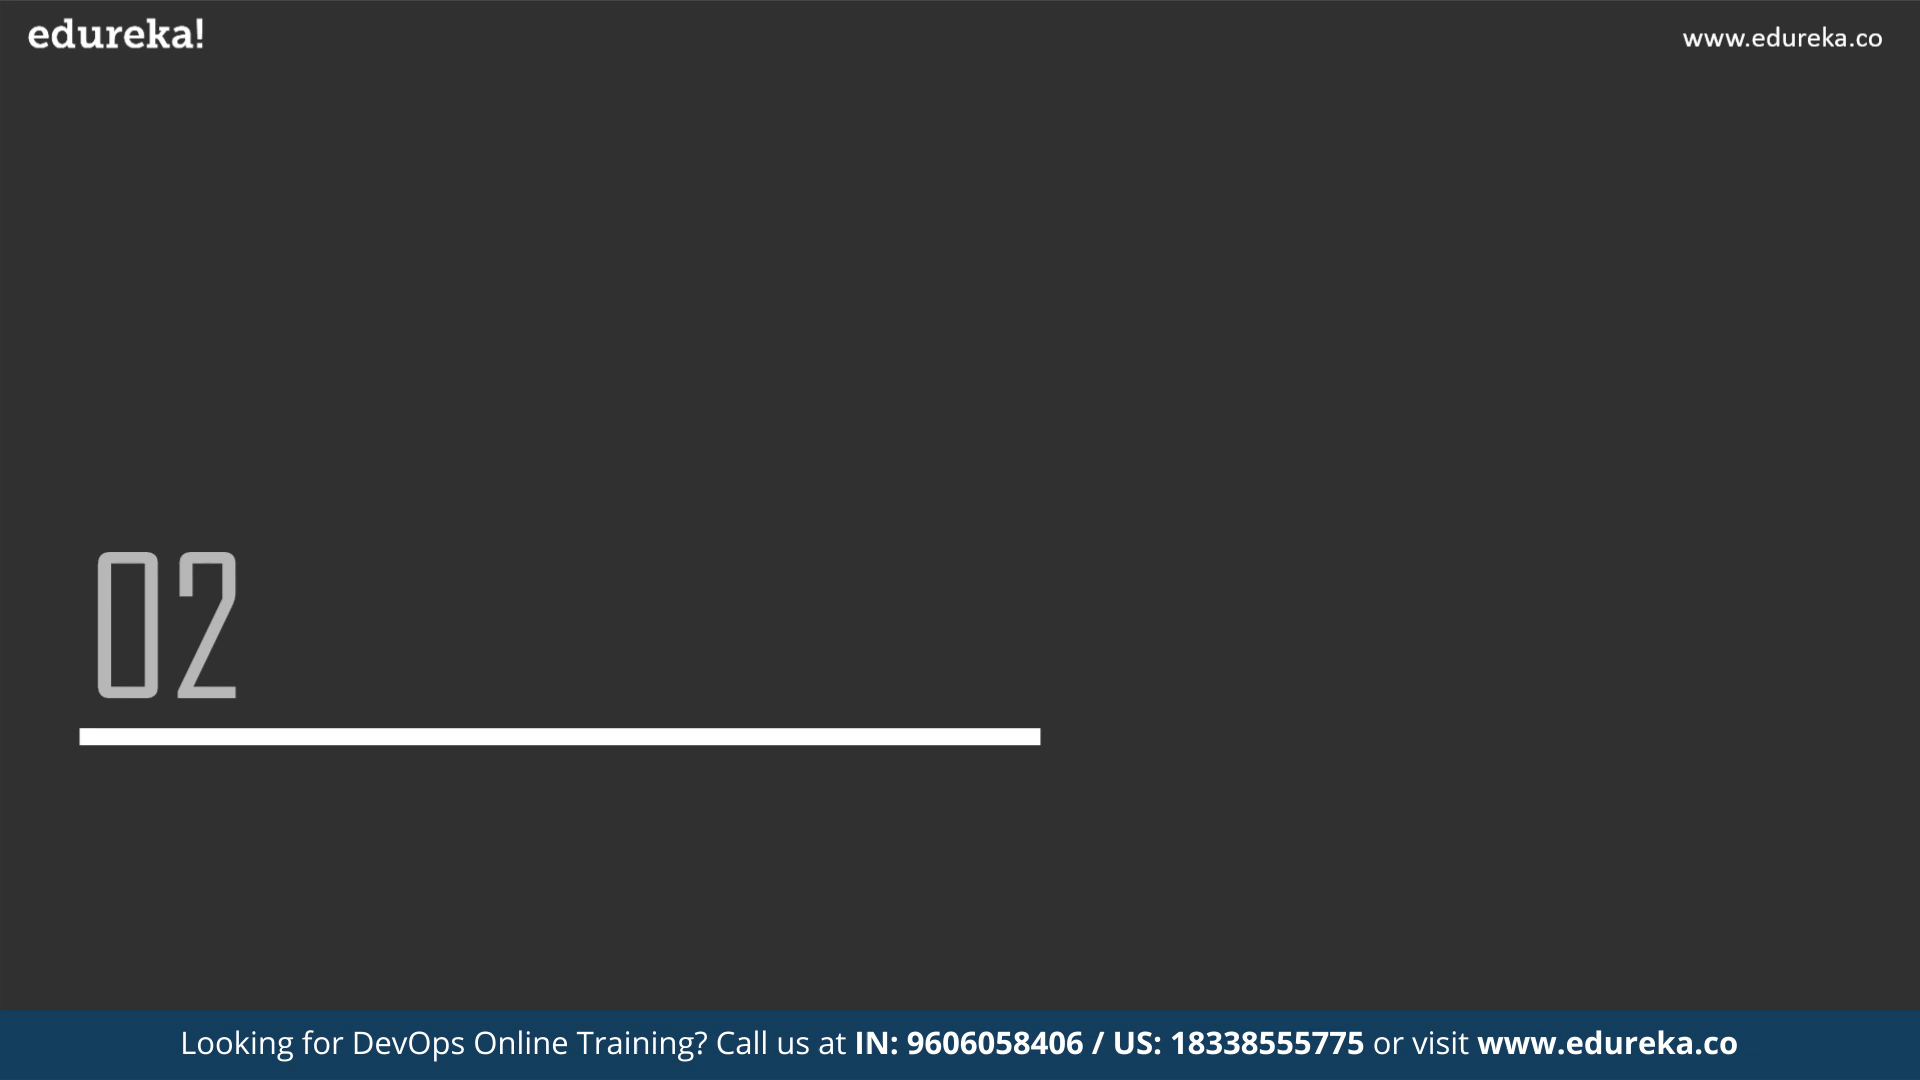 edureka!
www.edureka.co
02
Looking for DevOps Online Training? Call us at IN: 9606058406 / US: 18338555775 or visit www.edureka.co